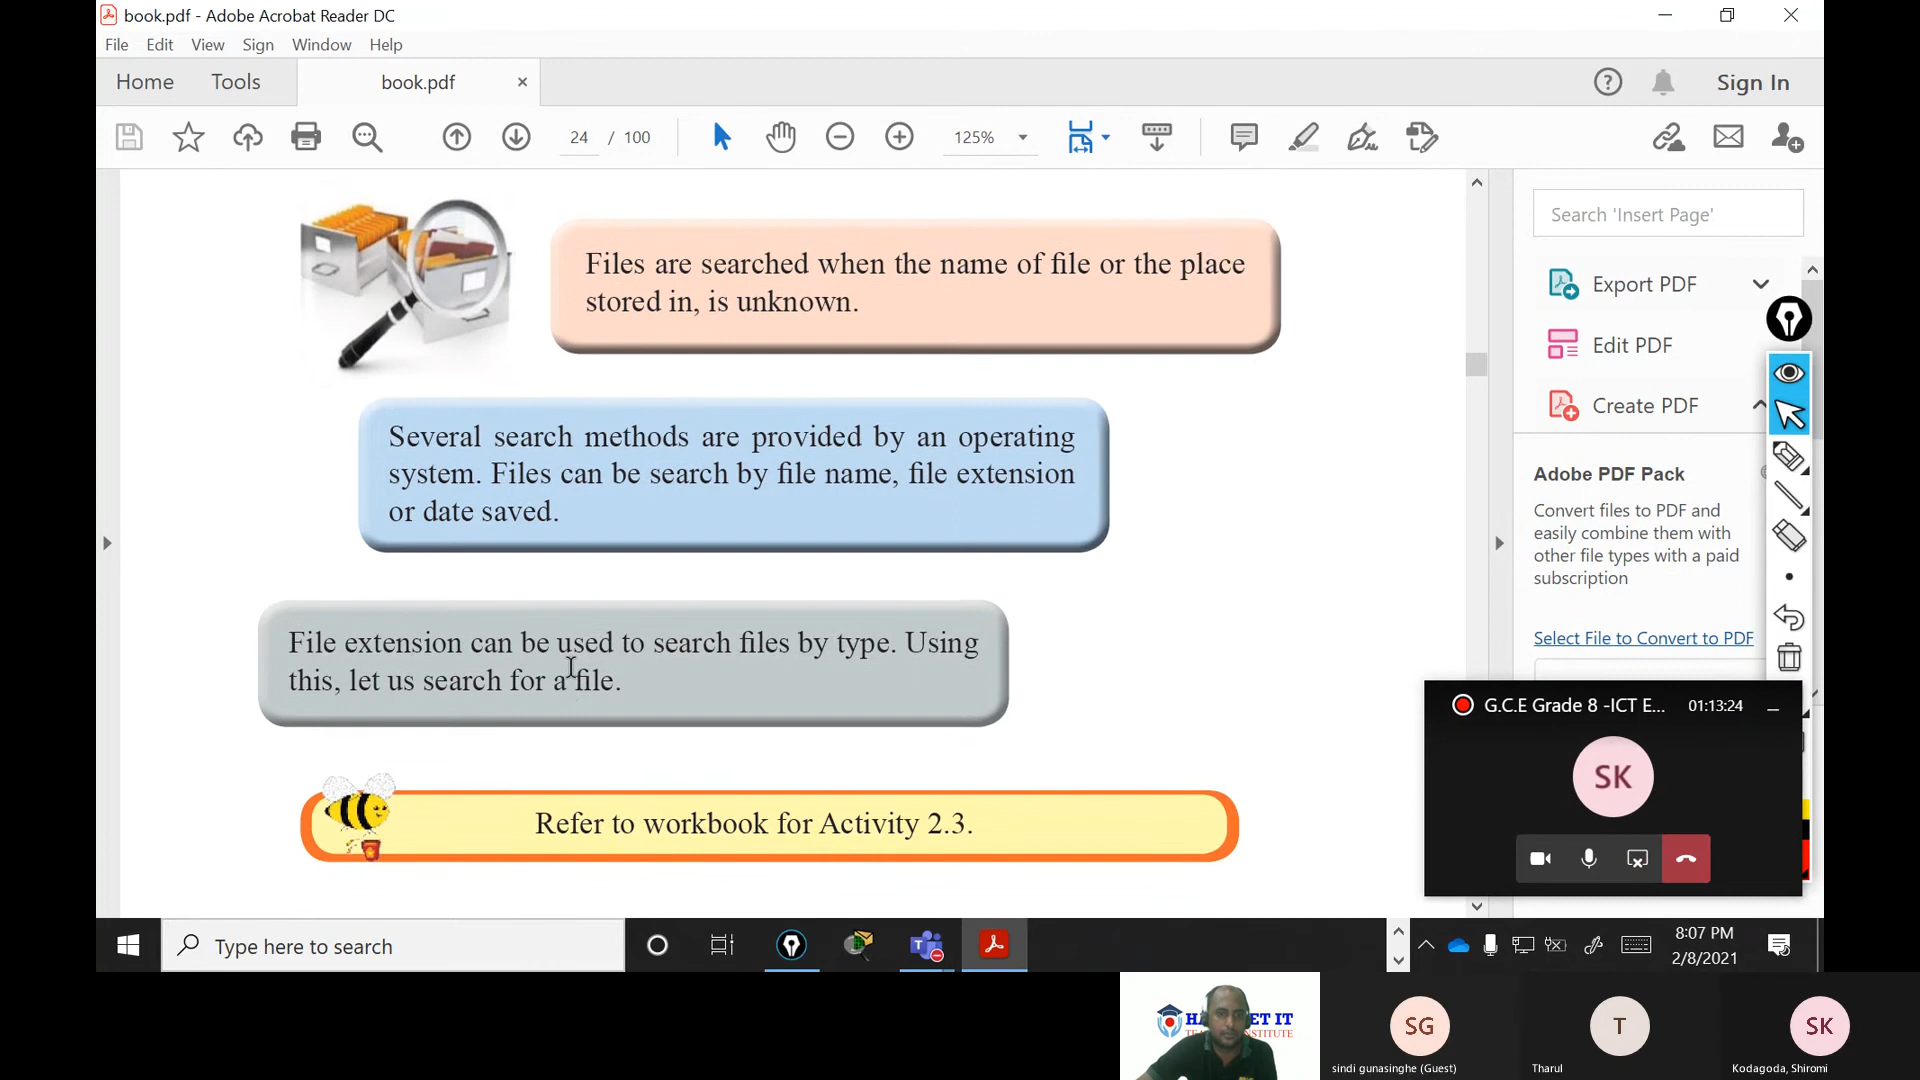 book.pdf - Adobe Acrobat Reader DC
File Edit View Sign Window Help
Home Tools book.pdf Sign In
24 / 100 125%
Files are searched when the name of file or the place
stored in, is unknown.
Several search methods are provided by an operating
system. Files can be search by file name, file extension
or date saved.
File extension can be used to search files by type. Using
this, let us search for a file.
Refer to workbook for Activity 2.3.
Search 'Insert Page'
Export PDF
Edit PDF
Create PDF
Adobe PDF Pack
Convert files to PDF and
easily combine them with
other file types with a paid
subscription
Select File to Convert to PDF
G.C.E Grade 8 -ICT E... 01:13:24
SK
Type here to search
8:07 PM
2/8/2021
SG
T
SK
sindi gunasinghe (Guest)
Tharul
Kodagoda, Shiromi